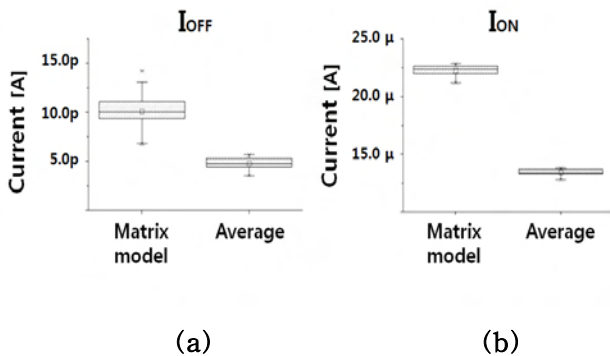 IOFF
Current [A]
15.0p
10.0p
5.0p
Matrix model
Average
(a)
ION
Current [A]
25.0 μ
20.0 μ
15.0 μ
Matrix model
Average
(b)